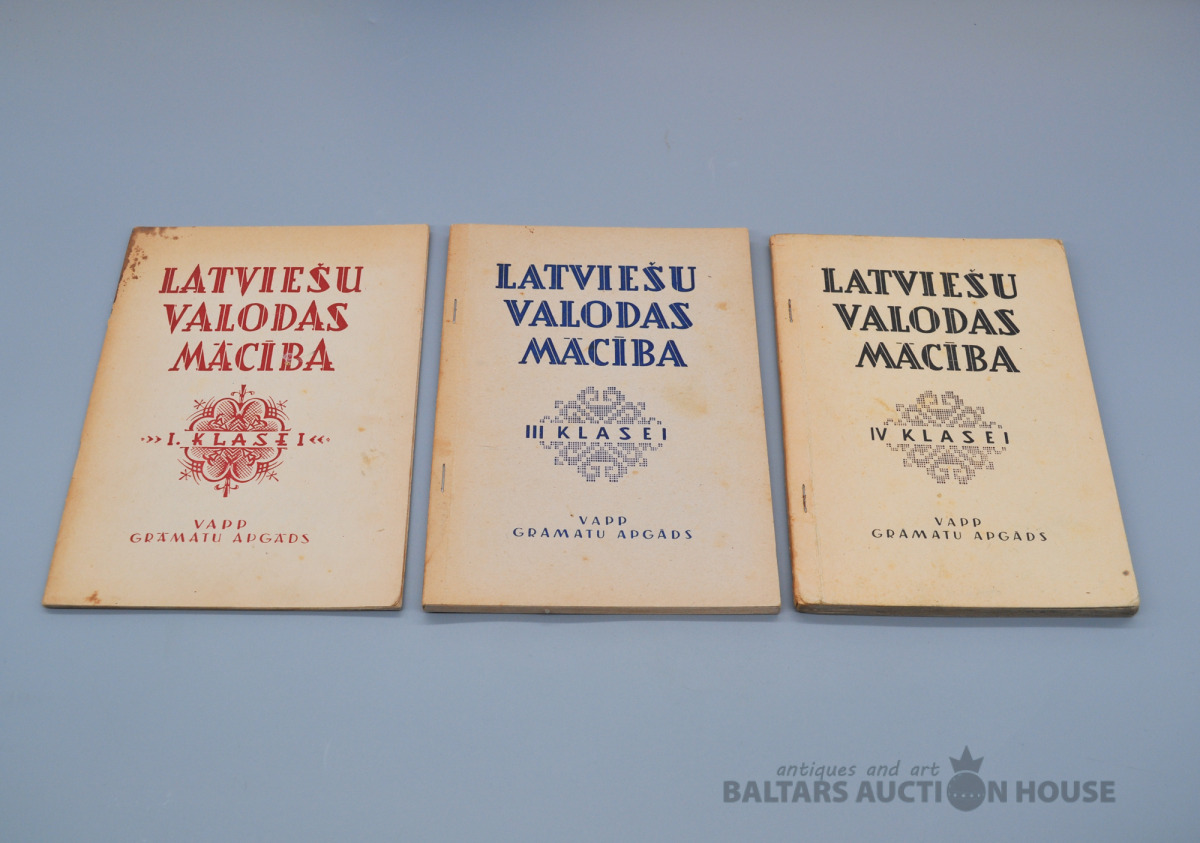 LATVIEŠU
VALODAS
MĀCĪBA
I. KLASEI
VAPP
GRĀMATU APGĀDS
LATVIEŠU
VALODAS
MĀCĪBA
III KLASEI
VAPP
GRĀMATU APGĀDS
LATVIEŠU
VALODAS
MĀCĪBA
IV KLASEI
VAPP
GRĀMATU APGĀDS
antiques and art
BALTARS AUCTION HOUSE